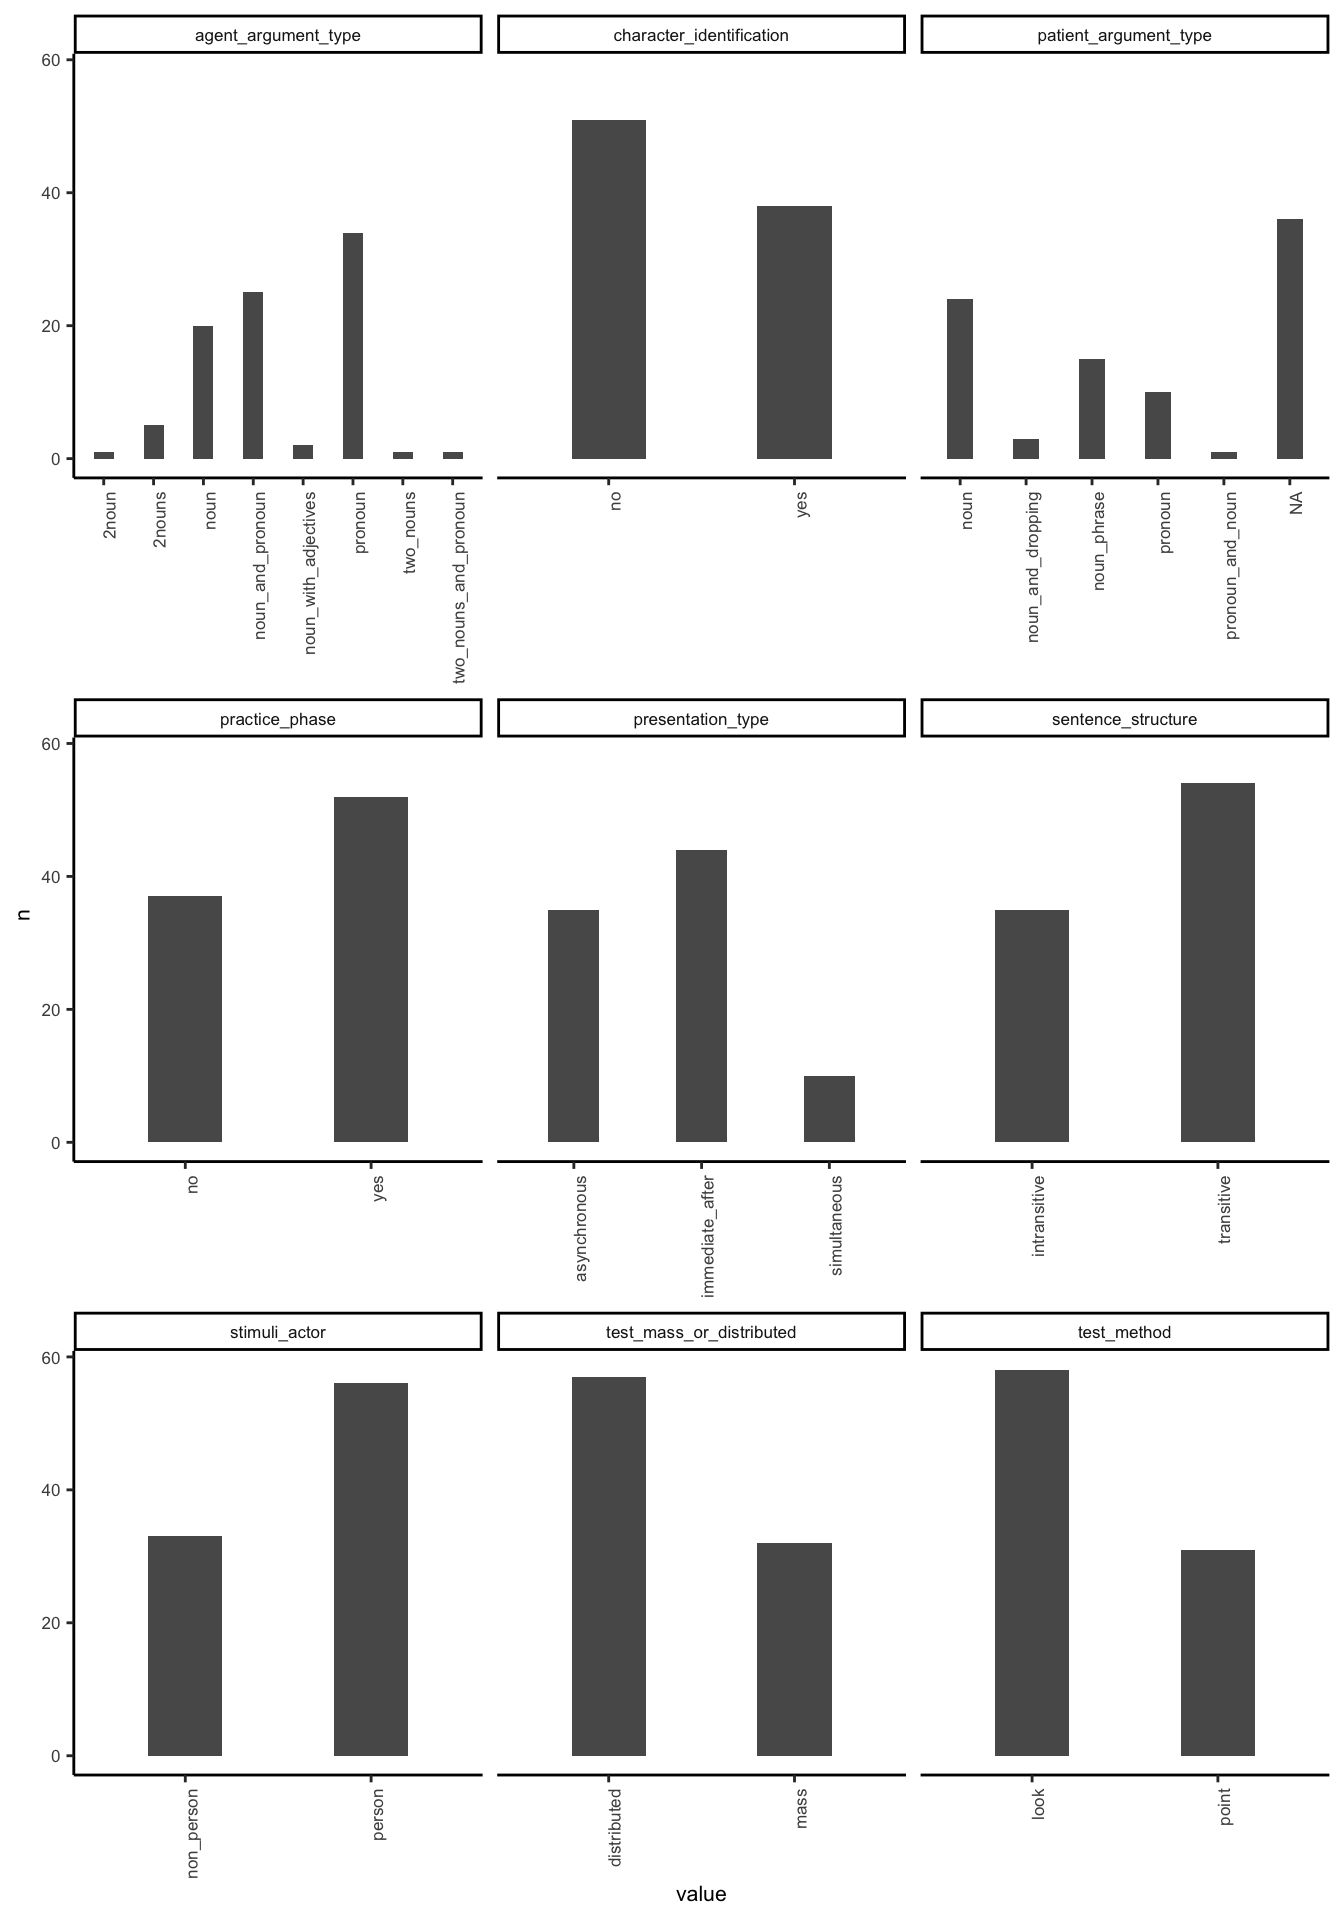 agent_argument_type
character_identification
patient_argument_type
60
40
20
0
2noun
2nouns
noun
noun_and_pronoun
noun_with_adjectives
pronoun
two_nouns
two_nouns_and_pronoun
no
yes
noun
noun_and_dropping
noun_phrase
pronoun
pronoun_and_noun
NA
practice_phase
presentation_type
sentence_structure
60
40
20
0
n
no
yes
asynchronous
immediate_after
simultaneous
intransitive
transitive
stimuli_actor
test_mass_or_distributed
test_method
60
40
20
0
non_person
person
distributed
mass
look
point
value